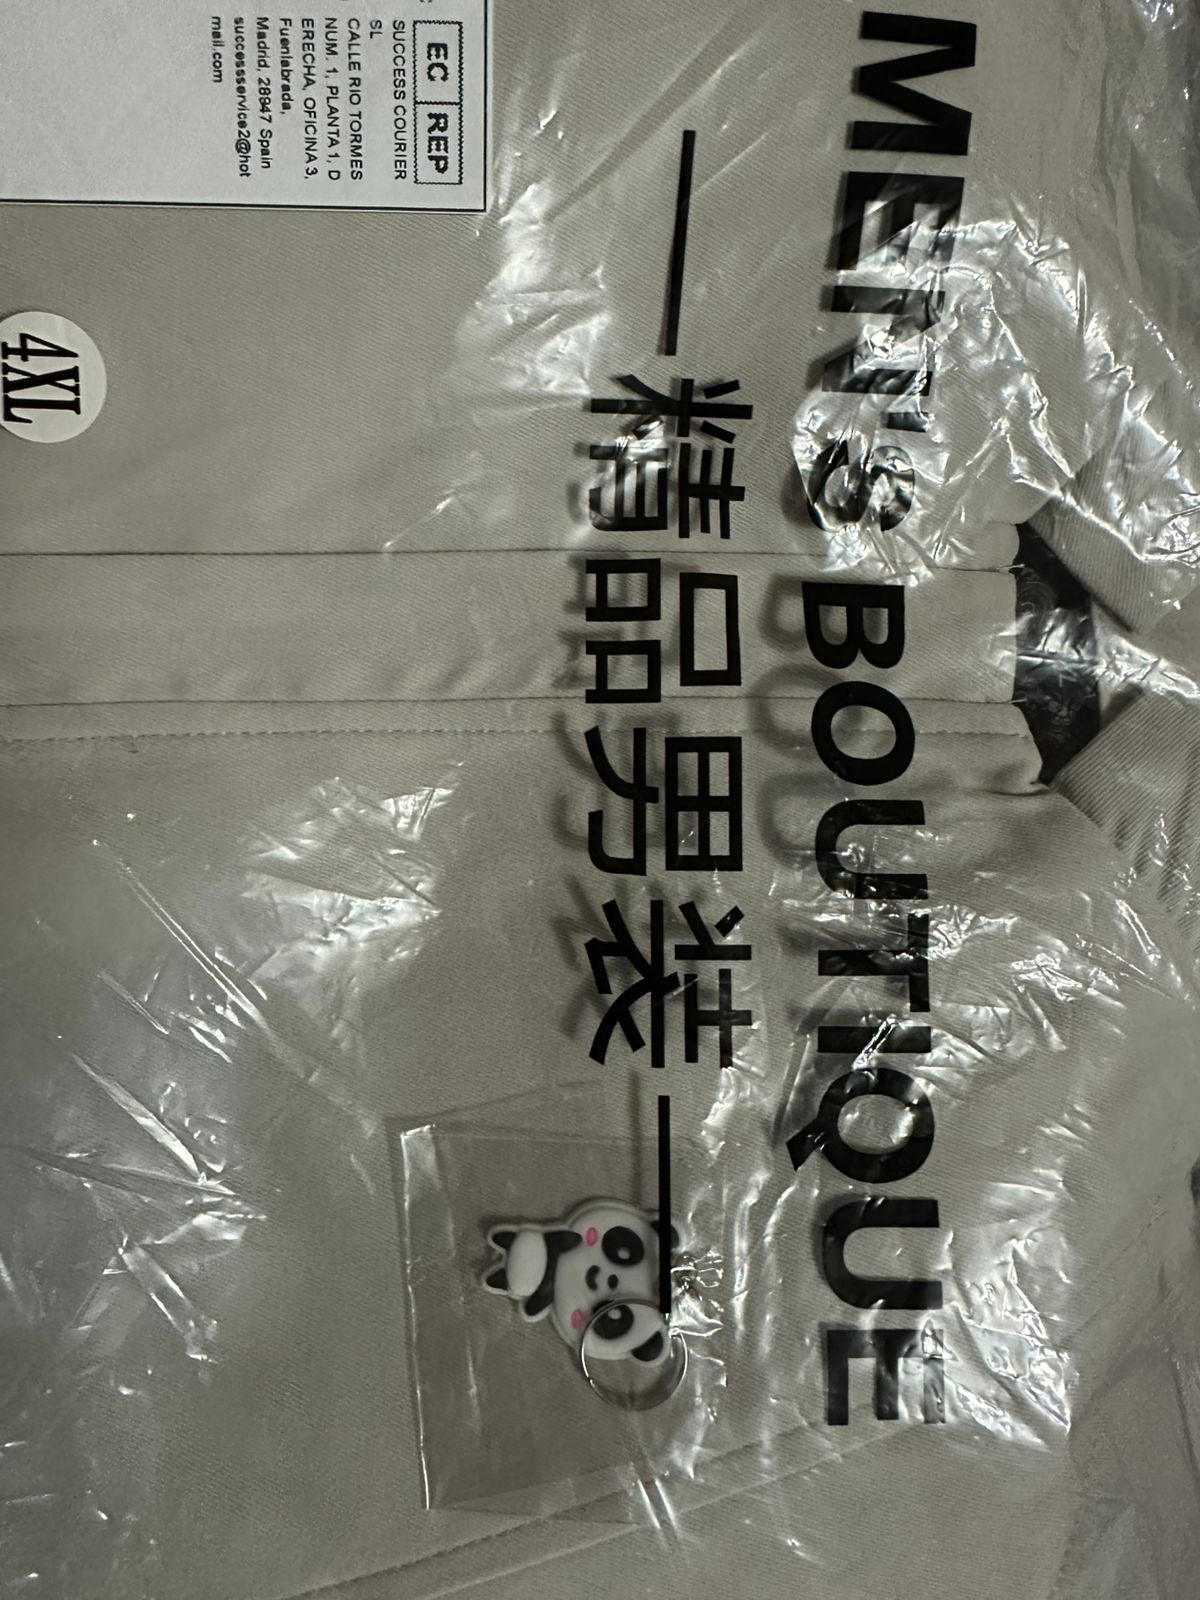 EC REP
SUCCESS COURIER
SL
CALLE RIO TORMES
NUM. 1, PLANTA 1, D
ERECHA, OFICINA 3,
Fuenlabrada,
Madrid, 28947 Spain
successservice2@hot
mail.com
MEN'S BOUTIQUE
精品男装
4XL